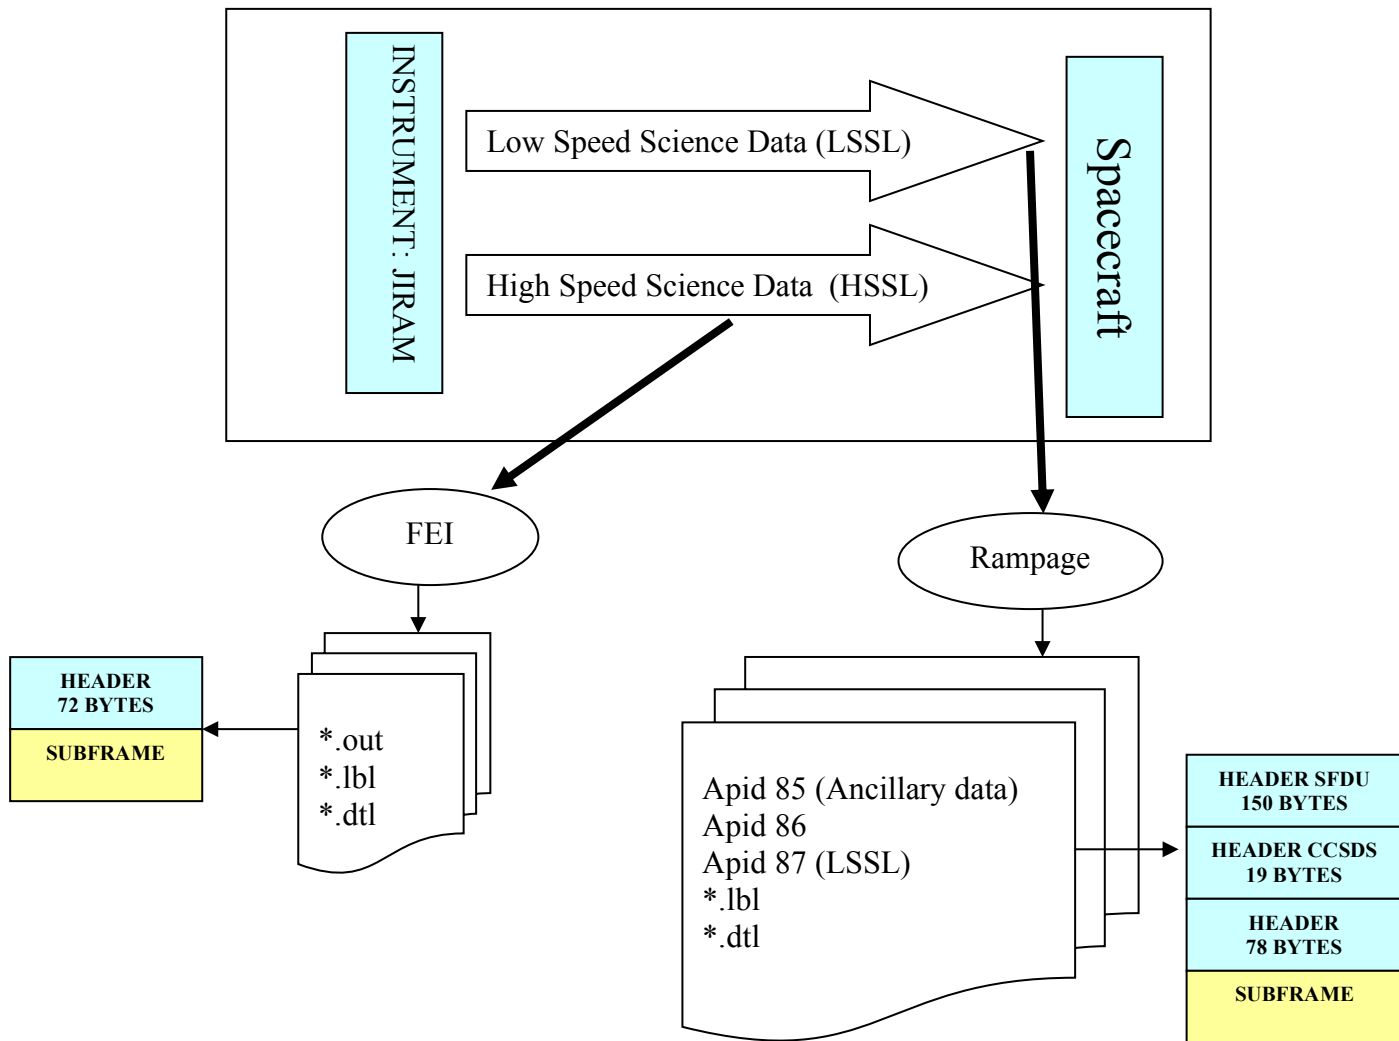 INSTRUMENT: JIRAM
Low Speed Science Data (LSSL)
High Speed Science Data (HSSL)
Spacecraft
FEI
Rampage
HEADER
72 BYTES
SUBFRAME
*.out
*.lbl
*.dtl
Apid 85 (Ancillary data)
Apid 86
Apid 87 (LSSL)
*.lbl
*.dtl
HEADER SFDU
150 BYTES
HEADER CCSDS
19 BYTES
HEADER
78 BYTES
SUBFRAME